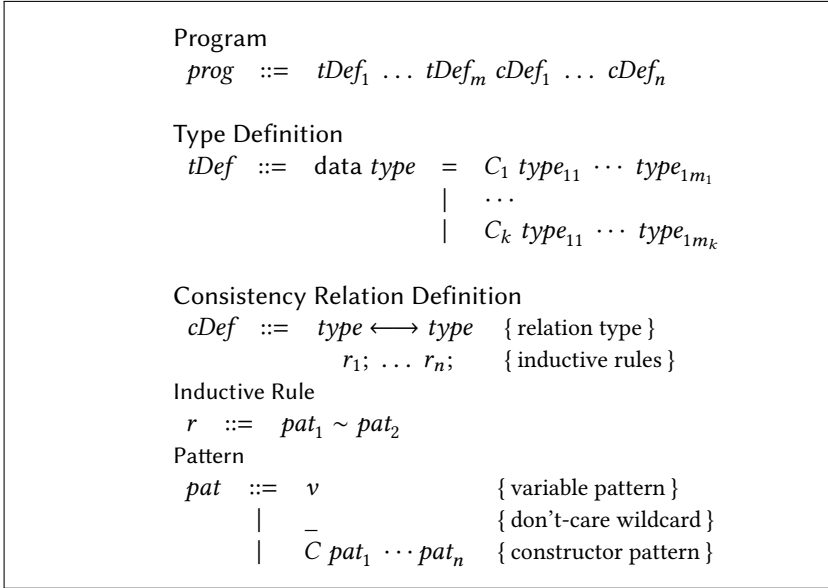 Program
prog ::= tDef₁ … tDefₘ cDef₁ … cDefₙ
Type Definition
tDef ::= data type = C₁ type₁₁ ⋯ type₁ₘ₁
| ⋯
| Cₖ type₁₁ ⋯ type₁ₘₖ
Consistency Relation Definition
cDef ::= type ⟷ type { relation type }
r₁; … rₙ; { inductive rules }
Inductive Rule
r ::= pat₁ ∼ pat₂
Pattern
pat ::= v { variable pattern }
| _ { don't-care wildcard }
| C pat₁ ⋯ patₙ { constructor pattern }